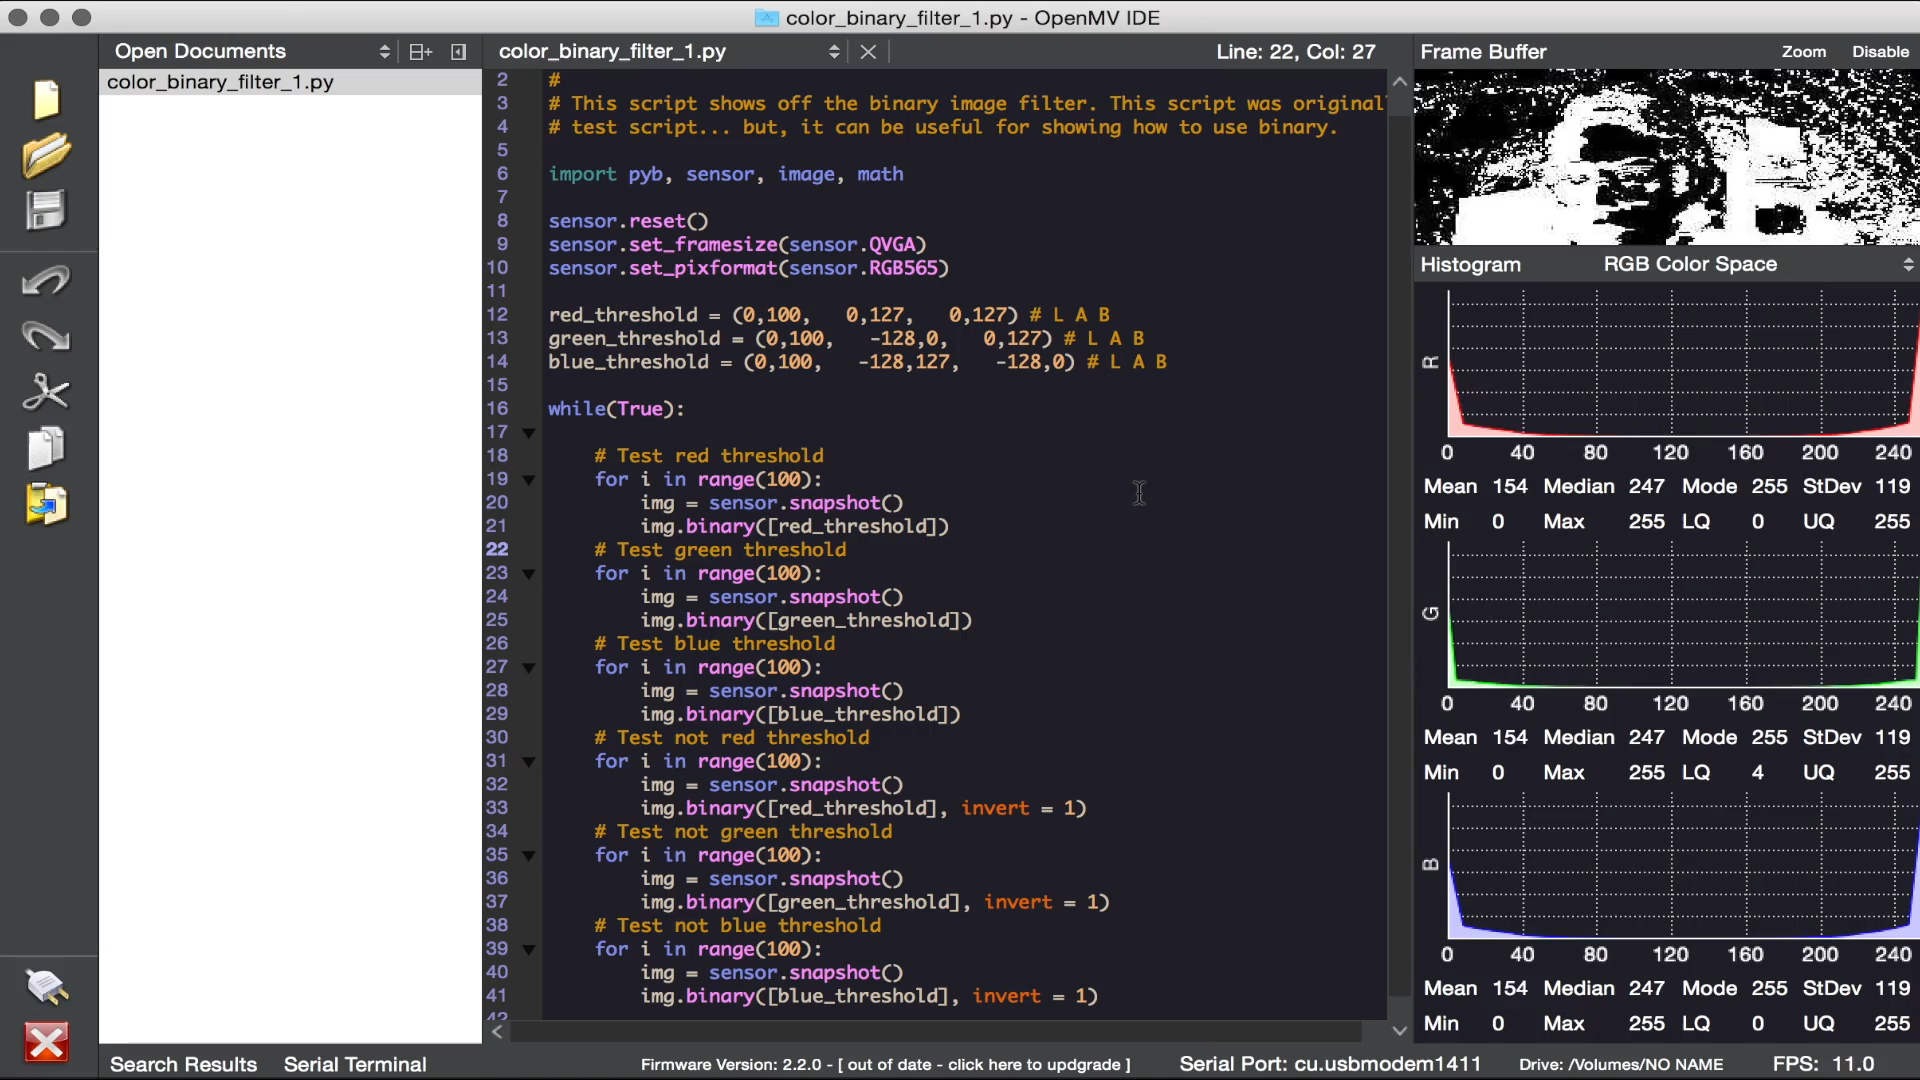 color_binary_filter_1.py - OpenMV IDE
Open Documents
color_binary_filter_1.py
Line: 22, Col: 27
Frame Buffer
Zoom
Disable
color_binary_filter_1.py
2 #
3 # This script shows off the binary image filter. This script was original
4 # test script... but, it can be useful for showing how to use binary.
5
6 import pyb, sensor, image, math
7
8 sensor.reset()
9 sensor.set_framesize(sensor.QVGA)
10 sensor.set_pixformat(sensor.RGB565)
11
12 red_threshold = (0,100,   0,127,   0,127) # L A B
13 green_threshold = (0,100,   -128,0,   0,127) # L A B
14 blue_threshold = (0,100,   -128,127,   -128,0) # L A B
15
16 while(True):
17
18     # Test red threshold
19     for i in range(100):
20         img = sensor.snapshot()
21         img.binary([red_threshold])
22     # Test green threshold
23     for i in range(100):
24         img = sensor.snapshot()
25         img.binary([green_threshold])
26     # Test blue threshold
27     for i in range(100):
28         img = sensor.snapshot()
29         img.binary([blue_threshold])
30     # Test not red threshold
31     for i in range(100):
32         img = sensor.snapshot()
33         img.binary([red_threshold], invert = 1)
34     # Test not green threshold
35     for i in range(100):
36         img = sensor.snapshot()
37         img.binary([green_threshold], invert = 1)
38     # Test not blue threshold
39     for i in range(100):
40         img = sensor.snapshot()
41         img.binary([blue_threshold], invert = 1)
42
Histogram
RGB Color Space
R
0 40 80 120 160 200 240
Mean 154 Median 247 Mode 255 StDev 119
Min 0 Max 255 LQ 0 UQ 255
G
0 40 80 120 160 200 240
Mean 154 Median 247 Mode 255 StDev 119
Min 0 Max 255 LQ 4 UQ 255
B
0 40 80 120 160 200 240
Mean 154 Median 247 Mode 255 StDev 119
Min 0 Max 255 LQ 0 UQ 255
Search Results
Serial Terminal
Firmware Version: 2.2.0 - [ out of date - click here to updgrade ]
Serial Port: cu.usbmodem1411
Drive: /Volumes/NO NAME
FPS: 11.0